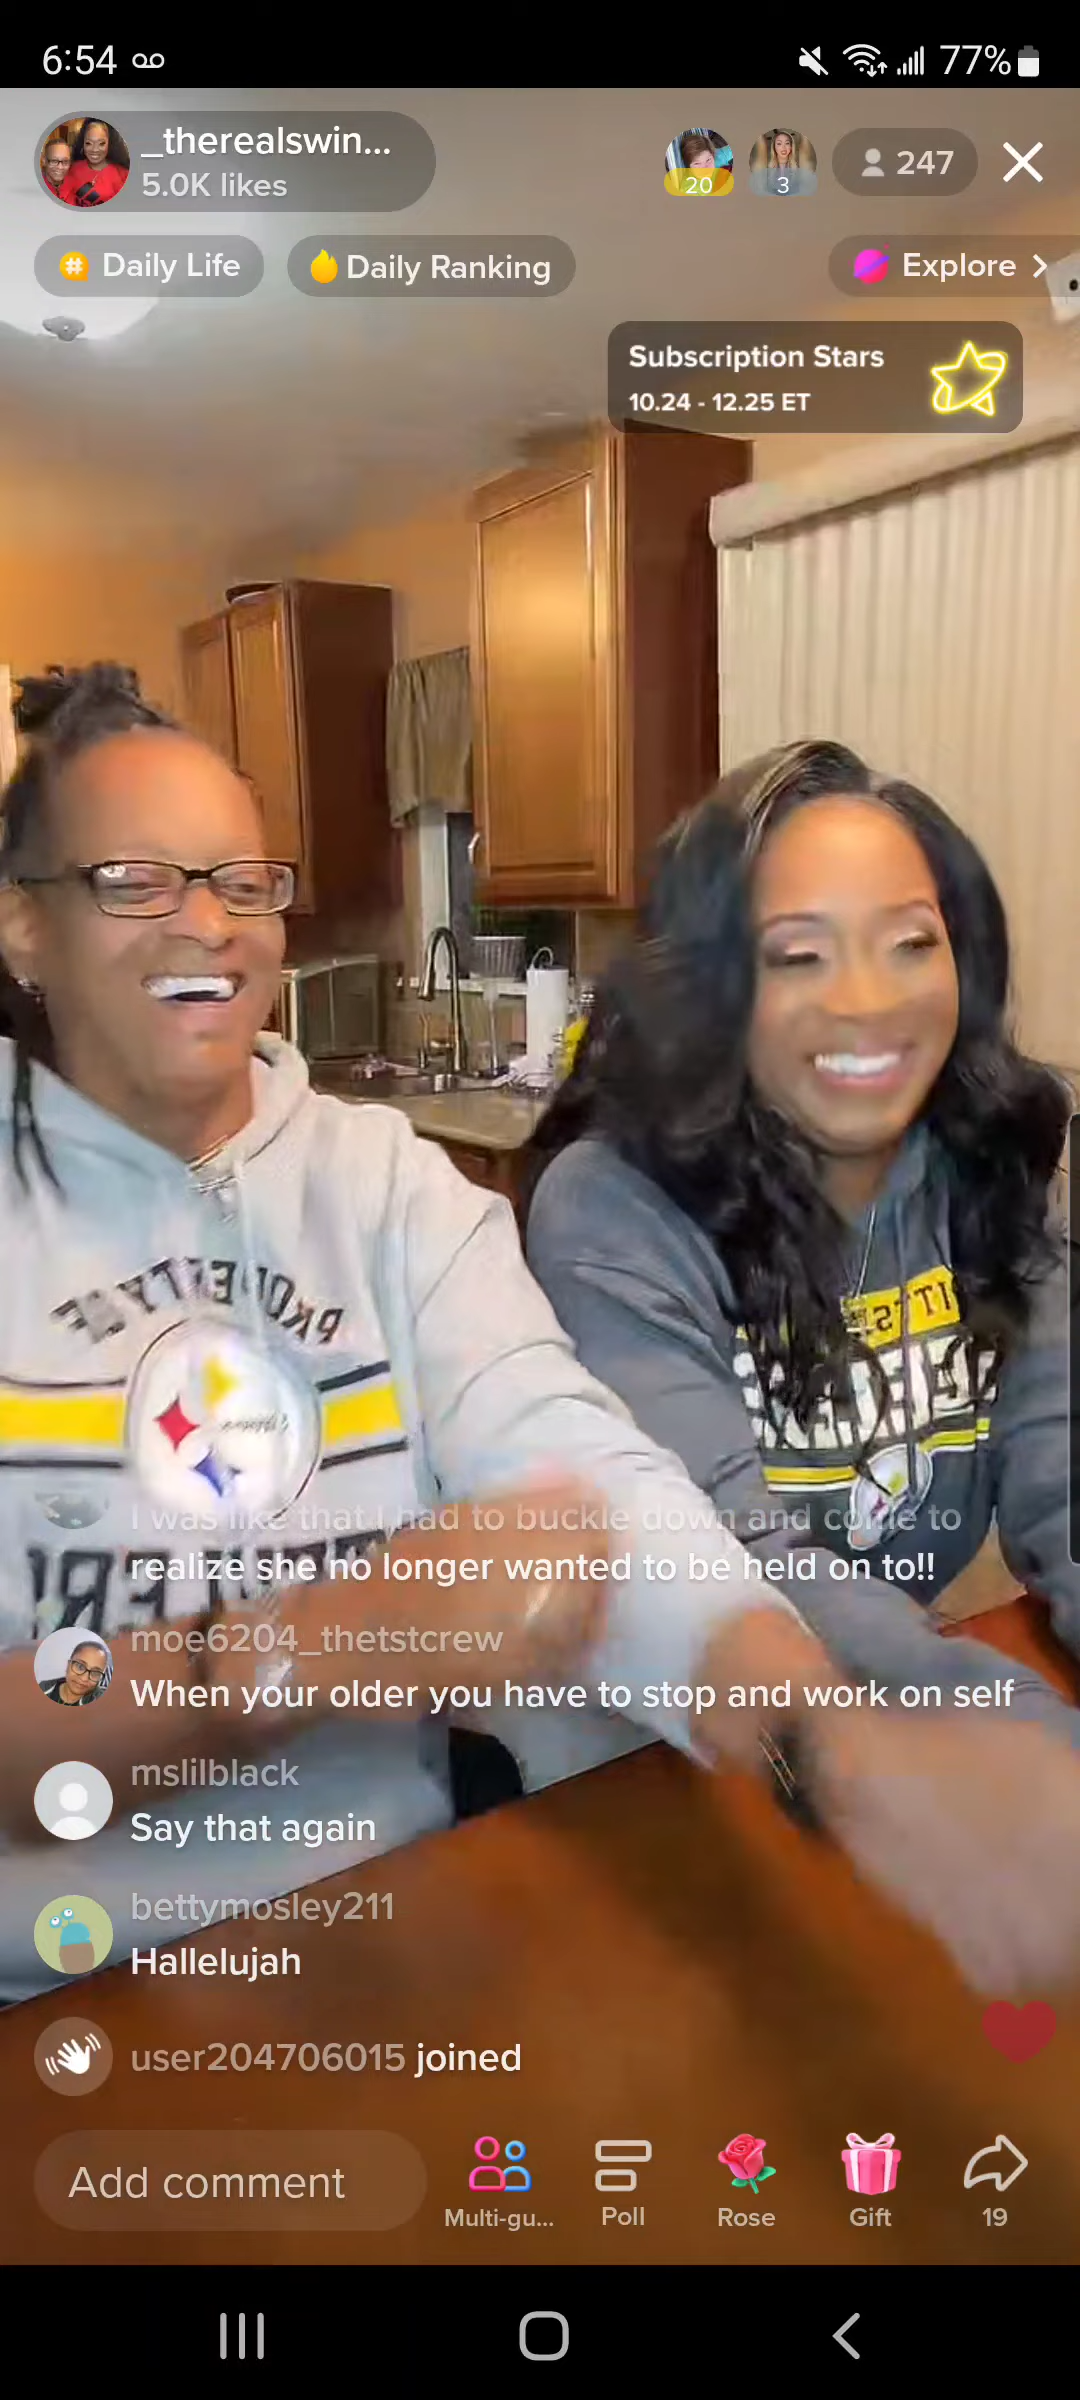 6:54
77%
_therealswin...
5.0K likes
20
3
247
Daily Life
Daily Ranking
Explore >
Subscription Stars
10.24 - 12.25 ET
STEELERS
I was like that I had to buckle down and come to
realize she no longer wanted to be held on to!!
moe6204_thetstcrew
When your older you have to stop and work on self
mslilblack
Say that again
bettymosley211
Hallelujah
user204706015 joined
Add comment
Multi-gu...
Poll
Rose
Gift
19